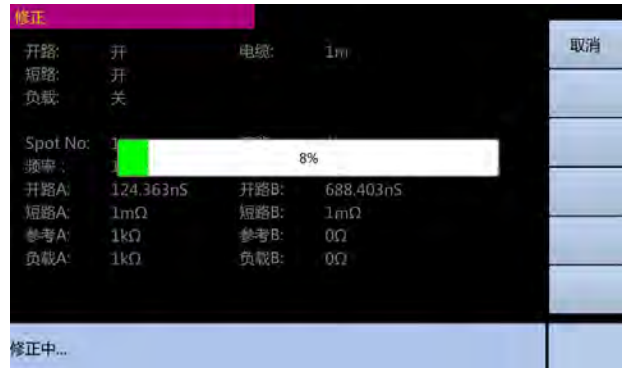 修正
取消
开路: 开 电缆: 1m
短路: 开
负载: 关
Spot No: 1
8%
频率:
开路A: 124.363nS 开路B: 688.403nS
短路A: 1mΩ 短路B: 1mΩ
参考A: 1kΩ 参考B: 0Ω
负载A: 1kΩ 负载B: 0Ω
修正中...